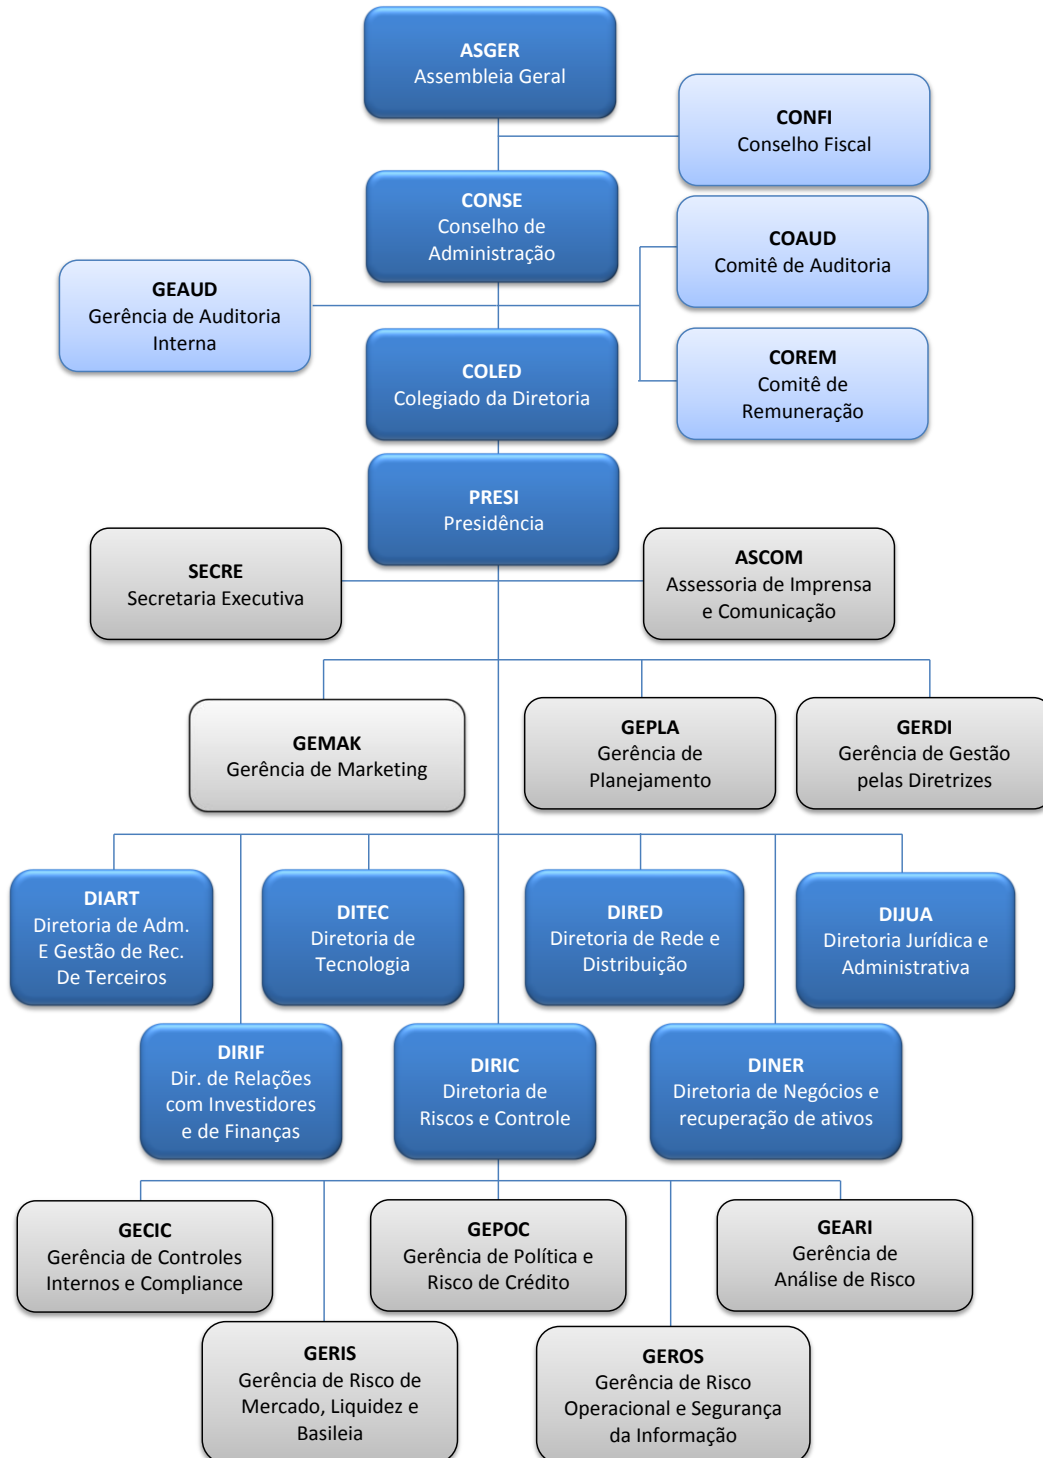 ASGER
Assembleia Geral
CONFI
Conselho Fiscal
CONSE
Conselho de
Administração
COAUD
Comitê de Auditoria
GEAUD
Gerência de Auditoria
Interna
COLED
Colegiado da Diretoria
COREM
Comitê de
Remuneração
PRESI
Presidência
SECRE
Secretaria Executiva
ASCOM
Assessoria de Imprensa
e Comunicação
GEMAK
Gerência de Marketing
GEPLA
Gerência de
Planejamento
GERDI
Gerência de Gestão
pelas Diretrizes
DIART
Diretoria de Adm.
E Gestão de Rec.
De Terceiros
DITEC
Diretoria de
Tecnologia
DIRED
Diretoria de Rede e
Distribuição
DIJUA
Diretoria Jurídica e
Administrativa
DIRIF
Dir. de Relações
com Investidores
e de Finanças
DIRIC
Diretoria de
Riscos e Controle
DINER
Diretoria de Negócios e
recuperação de ativos
GECIC
Gerência de Controles
Internos e Compliance
GEPOC
Gerência de Política e
Risco de Crédito
GEARI
Gerência de
Análise de Risco
GERIS
Gerência de Risco de
Mercado, Liquidez e
Basileia
GEROS
Gerência de Risco
Operacional e Segurança
da Informação